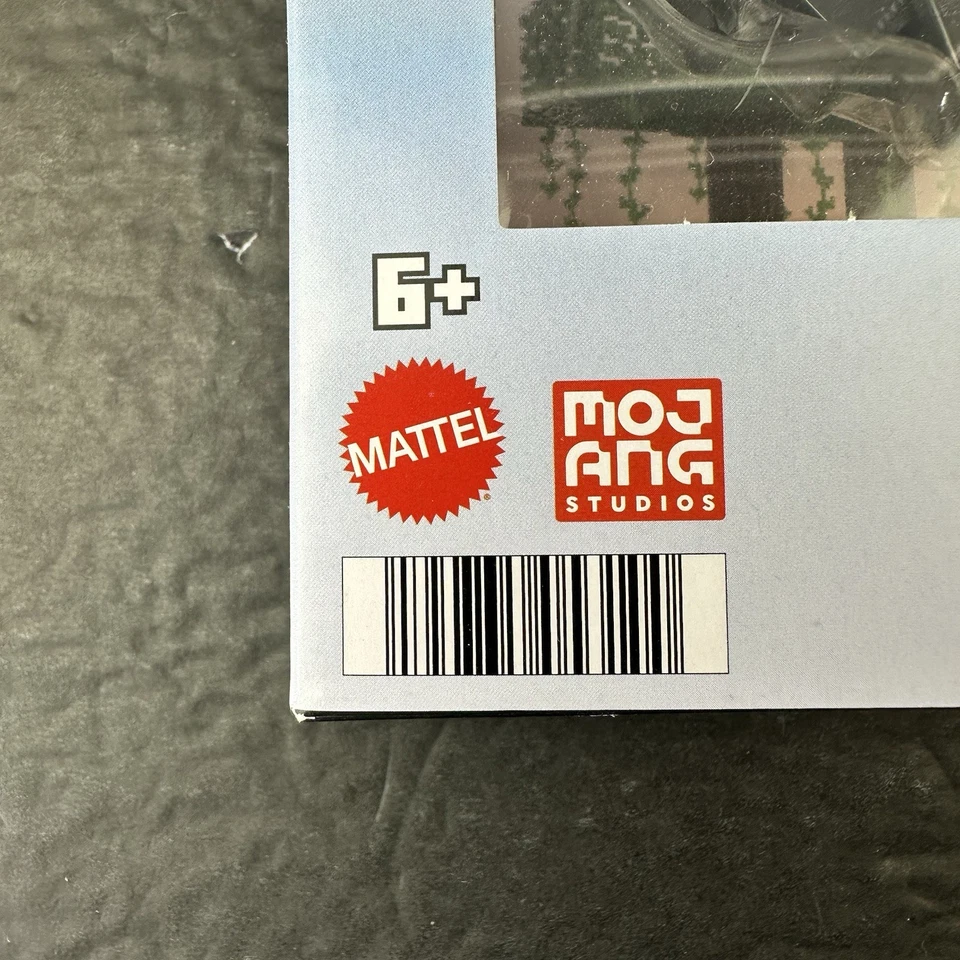 6+
MATTEL
®
MOJ
ANG
STUDIOS